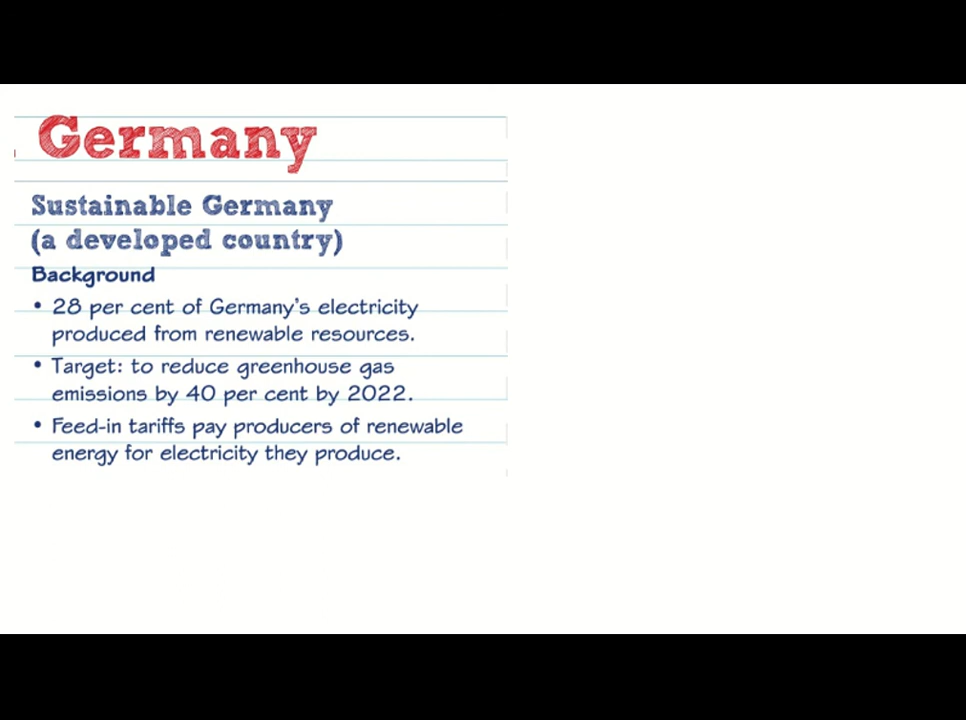 Germany
Sustainable Germany
(a developed country)
Background
• 28 per cent of Germany's electricity
produced from renewable resources.
• Target: to reduce greenhouse gas
emissions by 40 per cent by 2022.
• Feed-in tariffs pay producers of renewable
energy for electricity they produce.